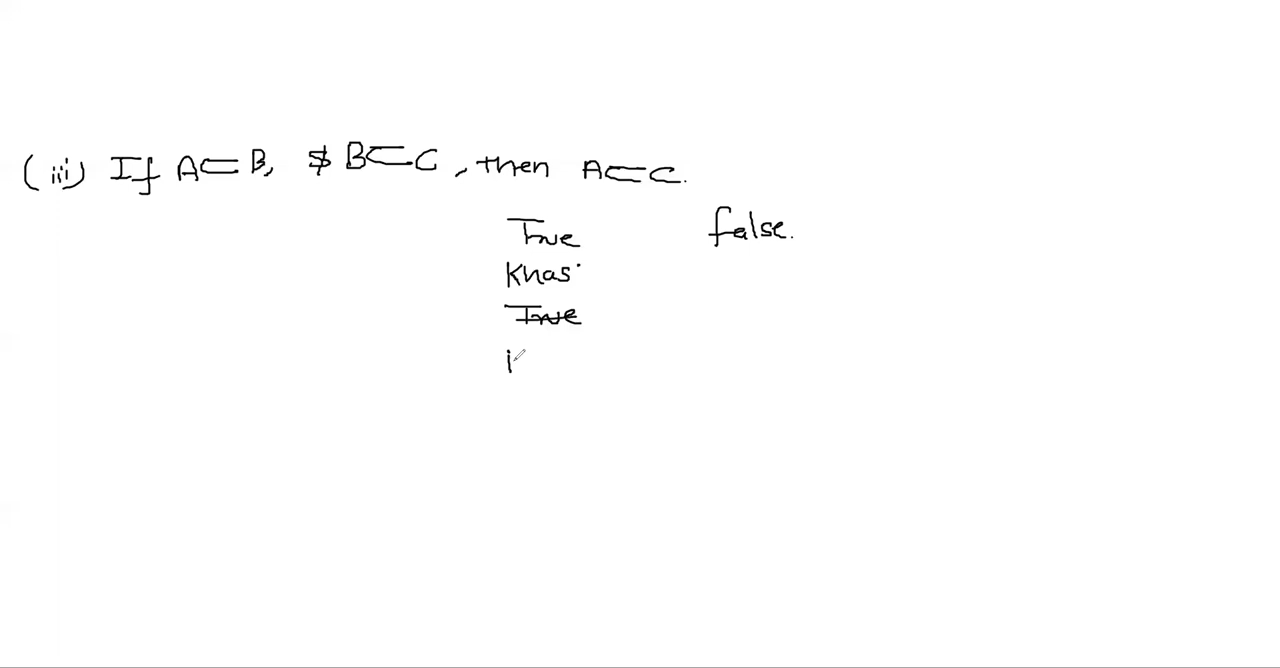 (iii) If A⊂B, $ B⊂C, then A⊂C.
True false.
Khas
True